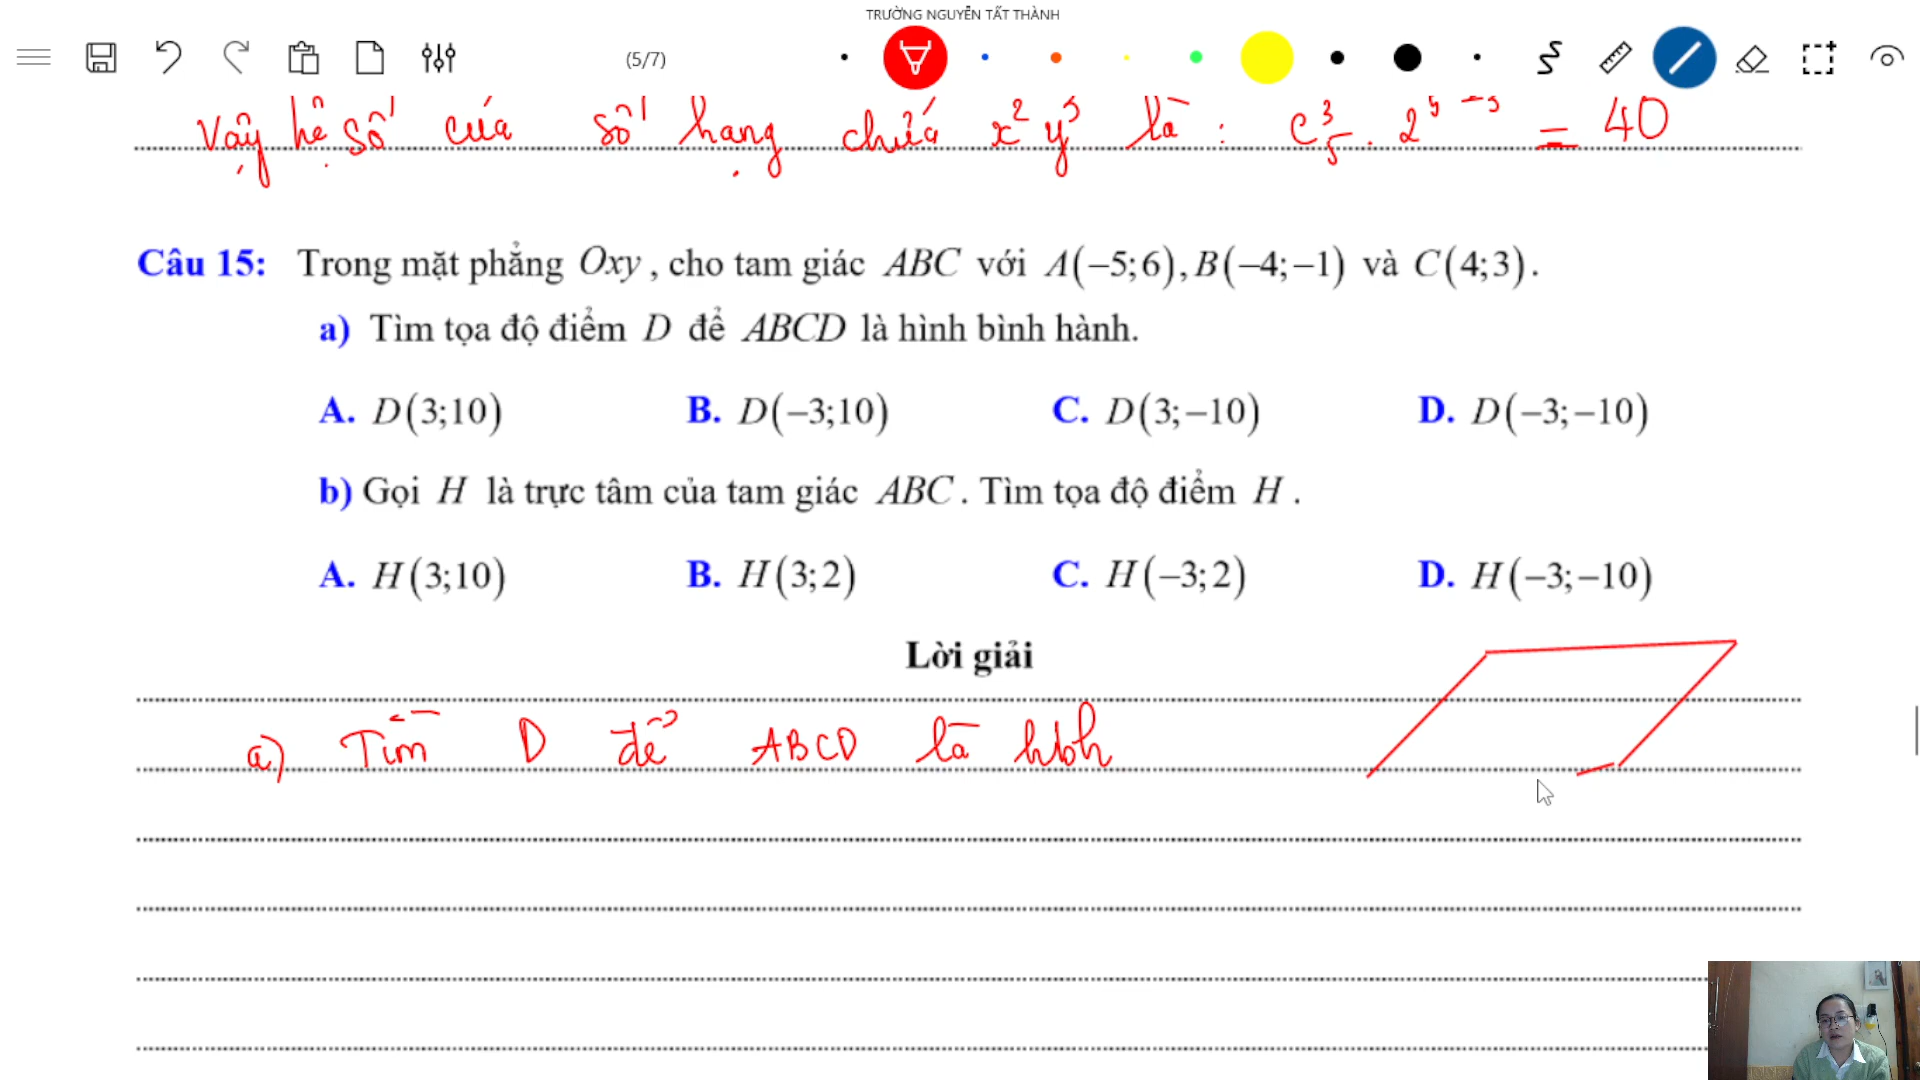 TRƯỜNG NGUYỄN TẤT THÀNH
(5/7)
Vậy hệ số của số hạng chứa x² y³ là : C³₅ . 2⁵⁻³ = 40
Câu 15: Trong mặt phẳng Oxy, cho tam giác ABC với A(−5;6), B(−4;−1) và C(4;3).
a) Tìm tọa độ điểm D để ABCD là hình bình hành.
A. D(3;10) B. D(−3;10) C. D(3;−10) D. D(−3;−10)
b) Gọi H là trực tâm của tam giác ABC. Tìm tọa độ điểm H.
A. H(3;10) B. H(3;2) C. H(−3;2) D. H(−3;−10)
Lời giải
a) Tìm D để ABCD là hbh